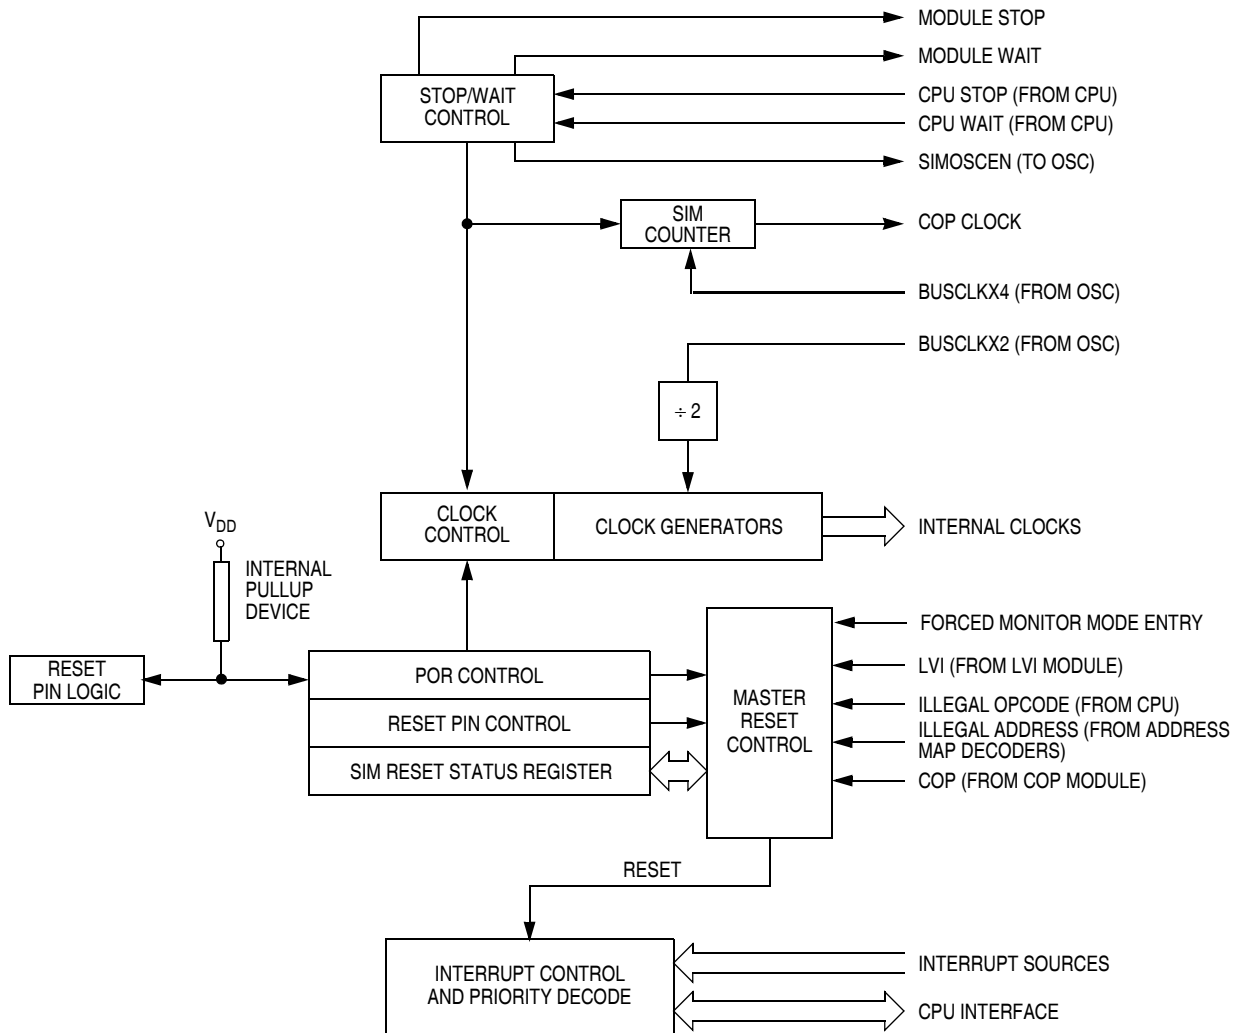 MODULE STOP
MODULE WAIT
STOP/WAIT
CONTROL
CPU STOP (FROM CPU)
CPU WAIT (FROM CPU)
SIMOSCEN (TO OSC)
SIM
COUNTER
COP CLOCK
BUSCLKX4 (FROM OSC)
BUSCLKX2 (FROM OSC)
÷ 2
CLOCK
CONTROL
CLOCK GENERATORS
INTERNAL CLOCKS
VDD
INTERNAL
PULLUP
DEVICE
RESET
PIN LOGIC
POR CONTROL
RESET PIN CONTROL
SIM RESET STATUS REGISTER
MASTER
RESET
CONTROL
FORCED MONITOR MODE ENTRY
LVI (FROM LVI MODULE)
ILLEGAL OPCODE (FROM CPU)
ILLEGAL ADDRESS (FROM ADDRESS
MAP DECODERS)
COP (FROM COP MODULE)
RESET
INTERRUPT CONTROL
AND PRIORITY DECODE
INTERRUPT SOURCES
CPU INTERFACE